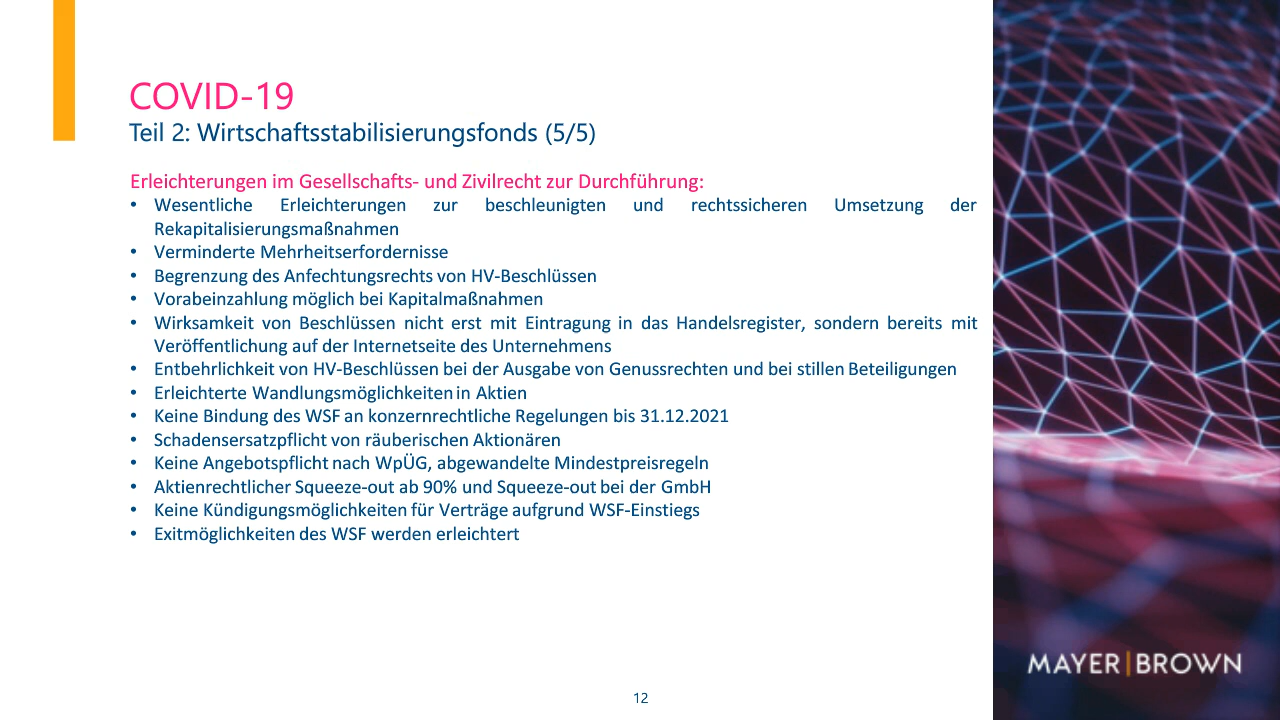 COVID-19
Teil 2: Wirtschaftsstabilisierungsfonds (5/5)
Erleichterungen im Gesellschafts- und Zivilrecht zur Durchführung:
• Wesentliche Erleichterungen zur beschleunigten und rechtssicheren Umsetzung der
Rekapitalisierungsmaßnahmen
• Verminderte Mehrheitserfordernisse
• Begrenzung des Anfechtungsrechts von HV-Beschlüssen
• Vorabeinzahlung möglich bei Kapitalmaßnahmen
• Wirksamkeit von Beschlüssen nicht erst mit Eintragung in das Handelsregister, sondern bereits mit
Veröffentlichung auf der Internetseite des Unternehmens
• Entbehrlichkeit von HV-Beschlüssen bei der Ausgabe von Genussrechten und bei stillen Beteiligungen
• Erleichterte Wandlungsmöglichkeiten in Aktien
• Keine Bindung des WSF an konzernrechtliche Regelungen bis 31.12.2021
• Schadensersatzpflicht von räuberischen Aktionären
• Keine Angebotspflicht nach WpÜG, abgewandelte Mindestpreisregeln
• Aktienrechtlicher Squeeze-out ab 90% und Squeeze-out bei der GmbH
• Keine Kündigungsmöglichkeiten für Verträge aufgrund WSF-Einstiegs
• Exitmöglichkeiten des WSF werden erleichtert
MAYER|BROWN
12